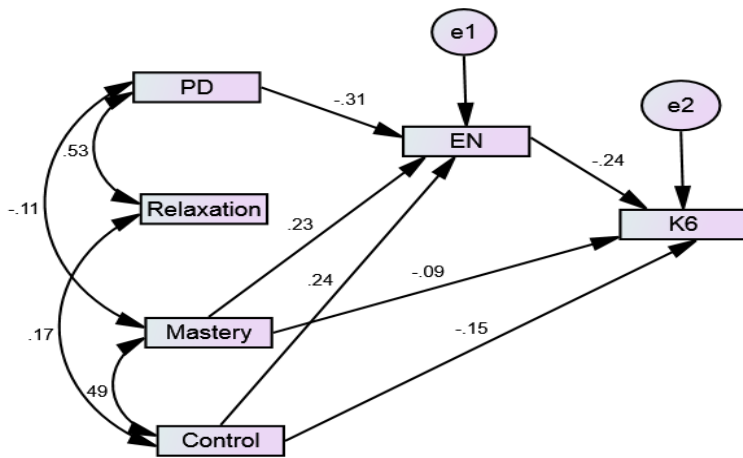 e1
PD
-.31
e2
EN
.53
-.24
Relaxation
K6
-.11
.23
.24
-.09
.17
Mastery
-.15
.49
Control